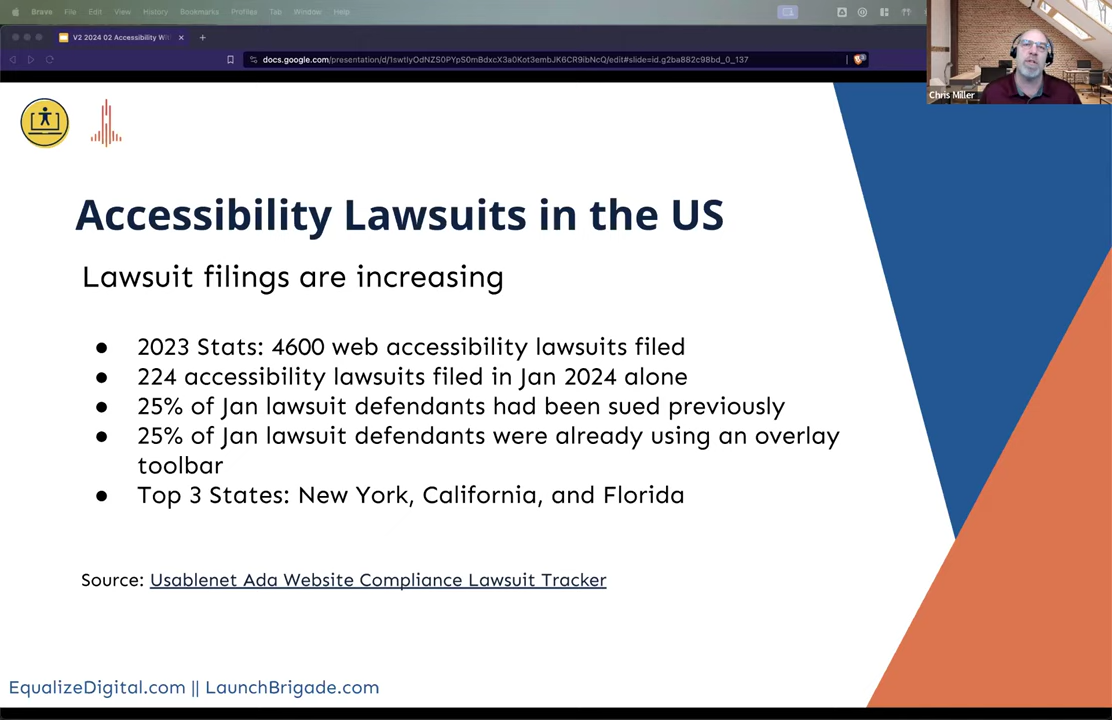 Brave File Edit View History Bookmarks Profiles Tab Window Help
V2 2024 02 Accessibility Wit
docs.google.com/presentation/d/1swtIyOdNZS0PYpS0mBdxcX3a0Kot3embJK6CR9ibNcQ/edit#slide=id.g2ba882c98bd_0_137
Chris Miller
Accessibility Lawsuits in the US
Lawsuit filings are increasing
● 2023 Stats: 4600 web accessibility lawsuits filed
● 224 accessibility lawsuits filed in Jan 2024 alone
● 25% of Jan lawsuit defendants had been sued previously
● 25% of Jan lawsuit defendants were already using an overlay
toolbar
● Top 3 States: New York, California, and Florida
Source: Usablenet Ada Website Compliance Lawsuit Tracker
EqualizeDigital.com || LaunchBrigade.com